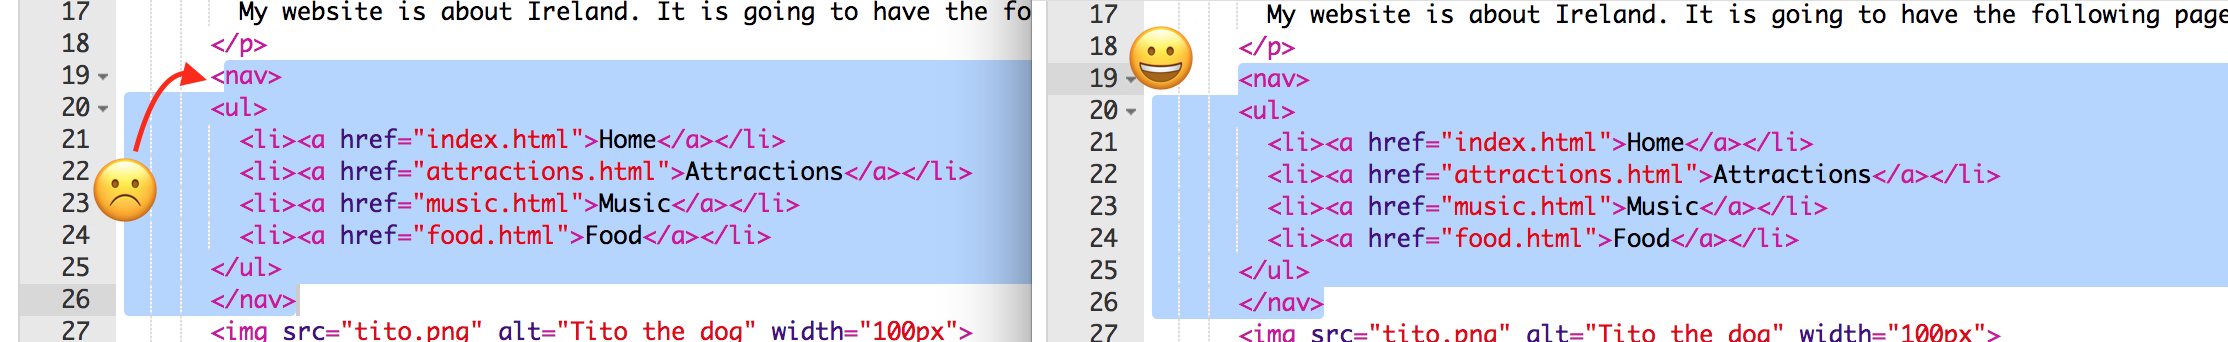 17 My website is about Ireland. It is going to have the fo
18 </p>
19 <nav>
20 <ul>
21 <li><a href="index.html">Home</a></li>
22 <li><a href="attractions.html">Attractions</a></li>
23 <li><a href="music.html">Music</a></li>
24 <li><a href="food.html">Food</a></li>
25 </ul>
26 </nav>
27 <img src="tito.png" alt="Tito the dog" width="100px">
17 My website is about Ireland. It is going to have the following page
18 </p>
19 <nav>
20 <ul>
21 <li><a href="index.html">Home</a></li>
22 <li><a href="attractions.html">Attractions</a></li>
23 <li><a href="music.html">Music</a></li>
24 <li><a href="food.html">Food</a></li>
25 </ul>
26 </nav>
27 <img src="tito.png" alt="Tito the dog" width="100px">